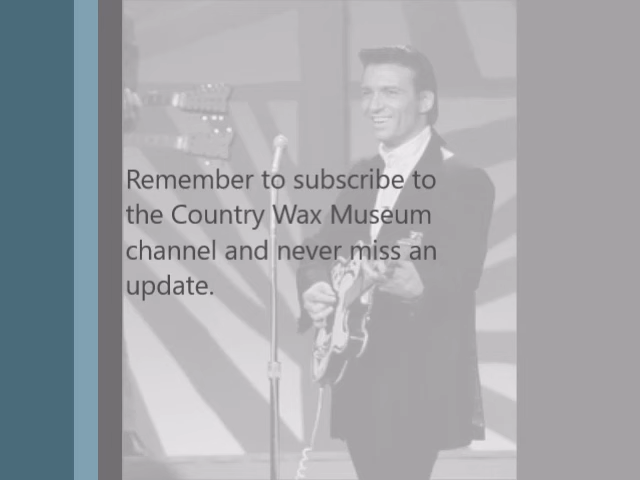 Remember to subscribe to
the Country Wax Museum
channel and never miss an
update.